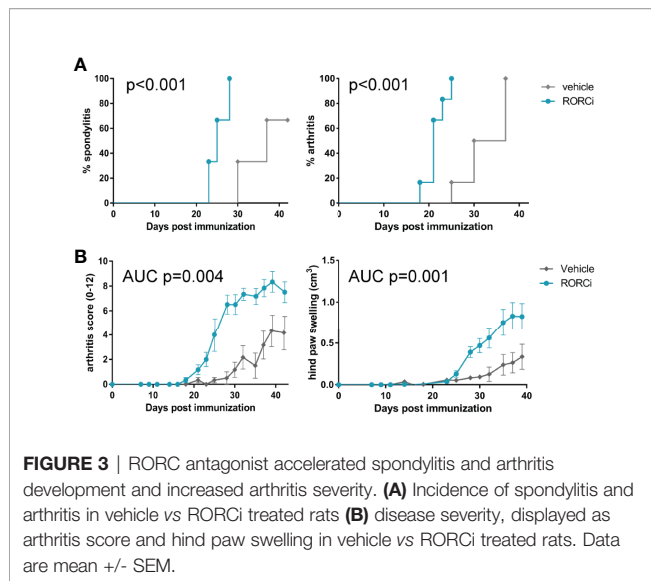 A
p<0.001
p<0.001
vehicle
RORCi
% spondylitis
100
80
60
40
20
0
0 10 20 30 40
Days post immunization
% arthritis
100
80
60
40
20
0
0 10 20 30 40
Days post immunization
B
AUC p=0.004
AUC p=0.001
Vehicle
RORCi
arthritis score (0-12)
10
8
6
4
2
0
0 10 20 30 40
Days post immunization
hind paw swelling (cm³)
1.5
1.0
0.5
0.0
0 10 20 30 40
Days post immunization
FIGURE 3 | RORC antagonist accelerated spondylitis and arthritis
development and increased arthritis severity. (A) Incidence of spondylitis and
arthritis in vehicle vs RORCi treated rats (B) disease severity, displayed as
arthritis score and hind paw swelling in vehicle vs RORCi treated rats. Data
are mean +/- SEM.